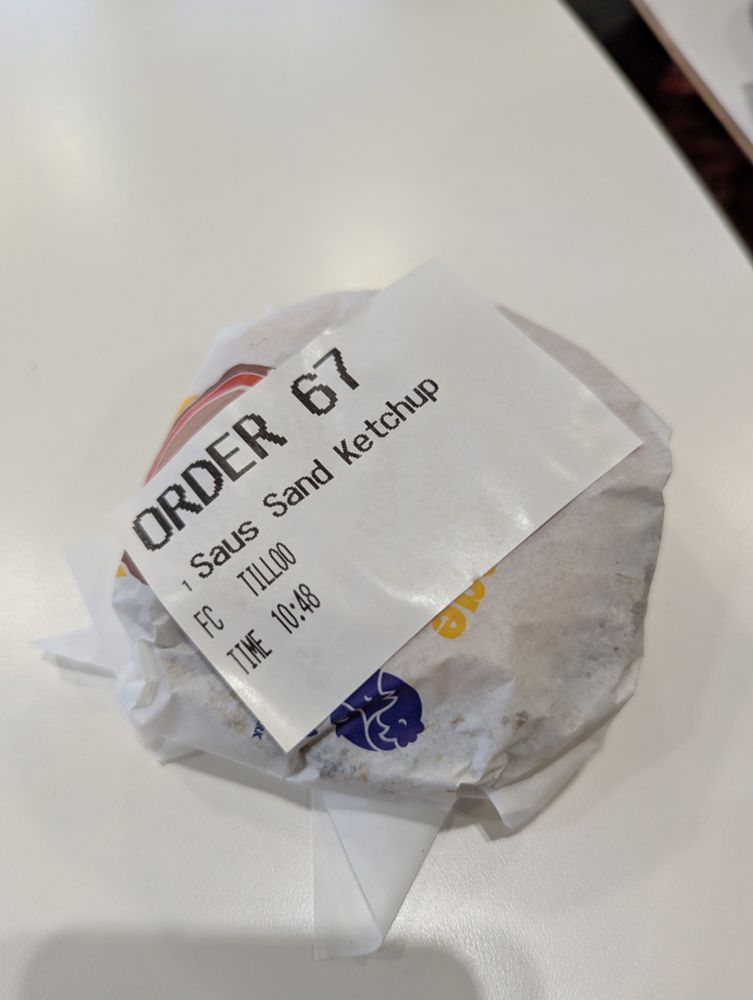 ORDER 67
1 Saus Sand Ketchup
FC TILL00
TIME 10:48